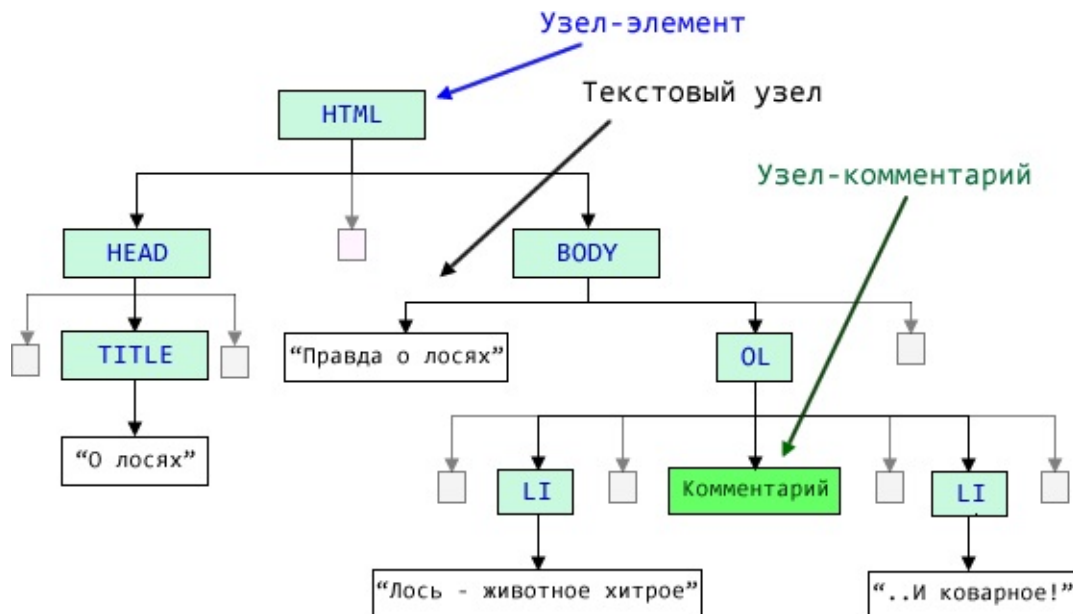 Узел-элемент
Текстовый узел
HTML
Узел-комментарий
HEAD
BODY
TITLE
“Правда о лосях”
OL
“О лосях”
LI
Комментарий
LI
“Лось - животное хитрое”
“..И коварное!”